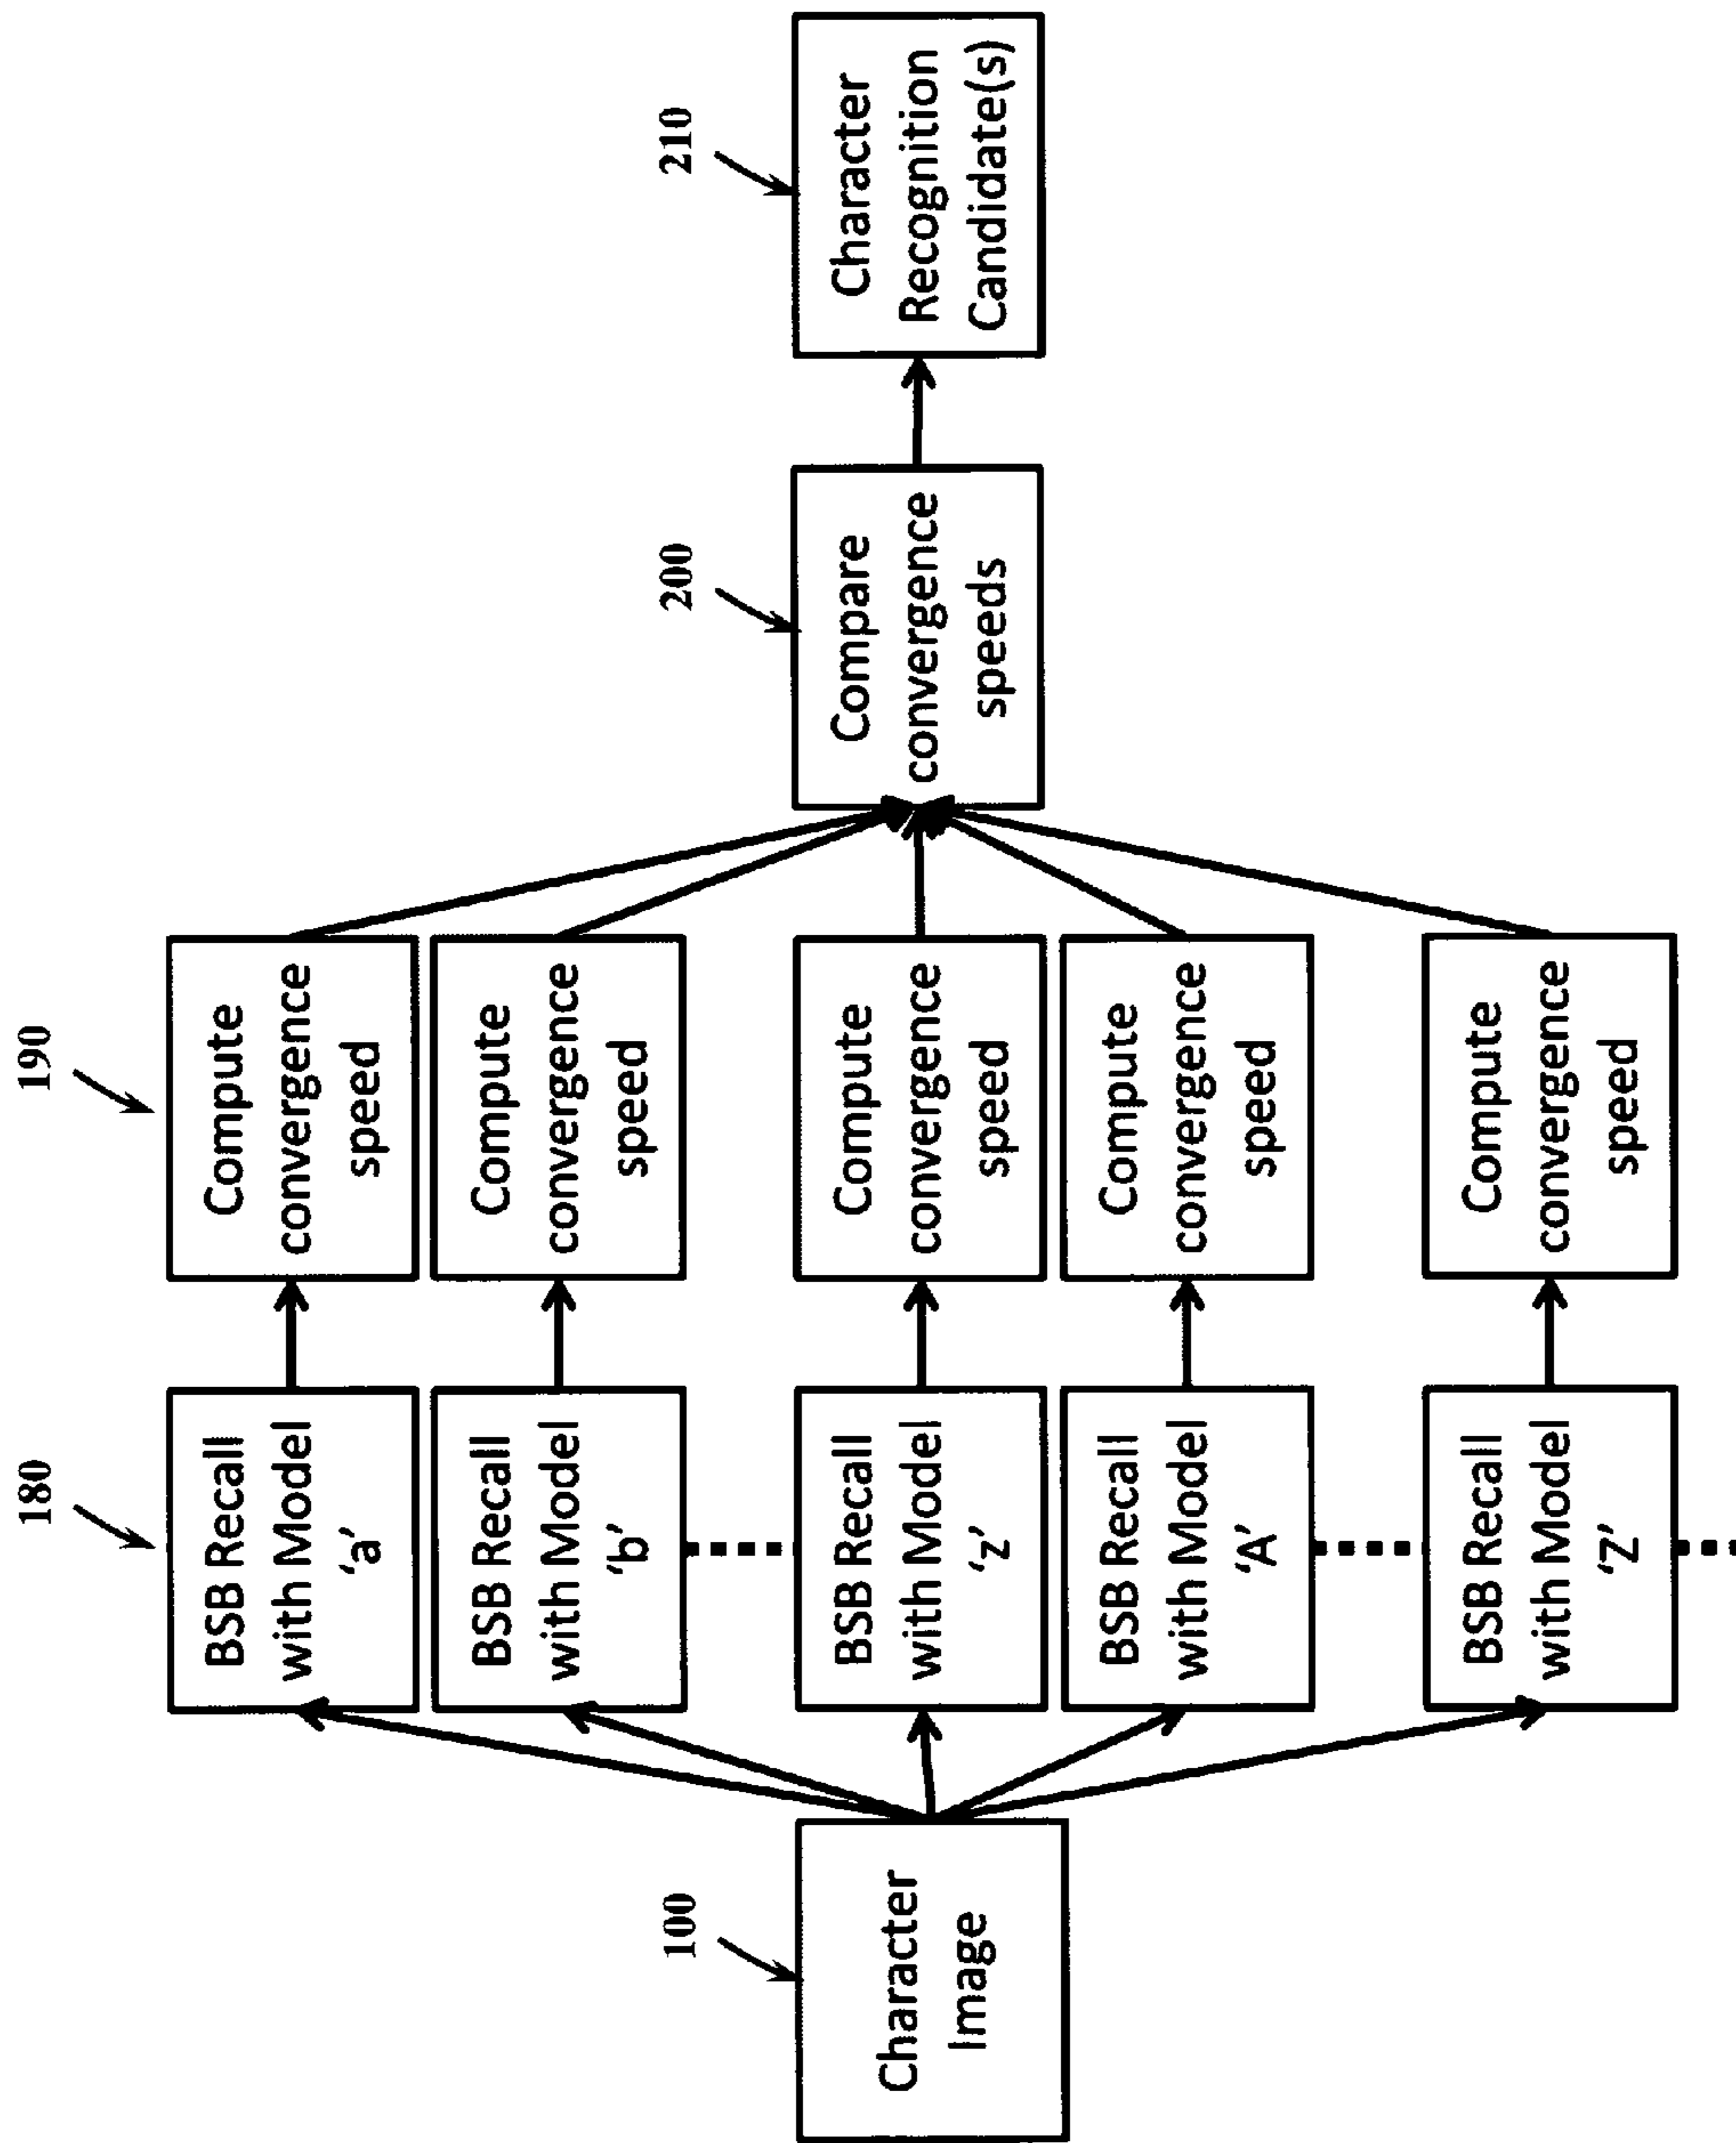 100
Character
Image
180
BSB Recall
with Model
‘a’
BSB Recall
with Model
‘b’
BSB Recall
with Model
‘z’
BSB Recall
with Model
‘A’
BSB Recall
with Model
‘Z’
190
Compute
convergence
speed
Compute
convergence
speed
Compute
convergence
speed
Compute
convergence
speed
Compute
convergence
speed
200
Compare
convergence
speeds
210
Character
Recognition
Candidate(s)